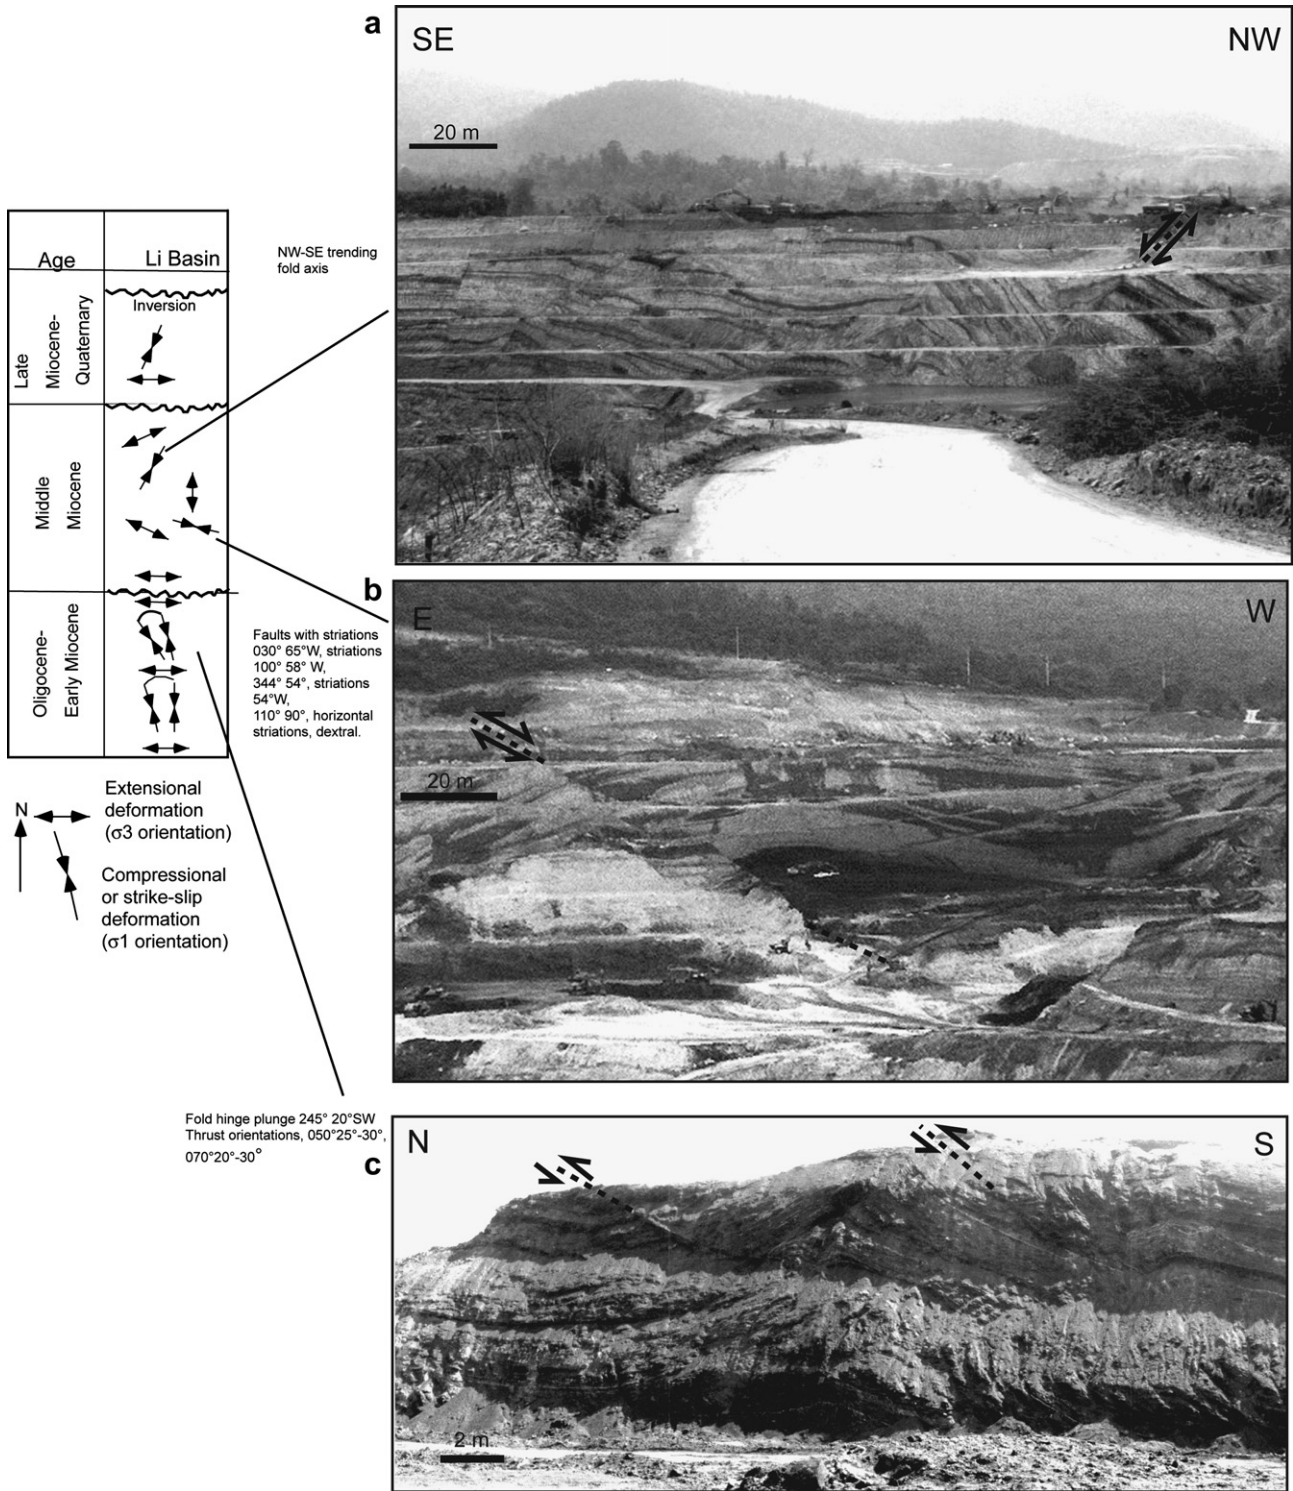 a
SE
NW
20 m
Age
Li Basin
Inversion
Late
Miocene-
Quaternary
NW-SE trending
fold axis
Middle
Miocene
b
E
W
20 m
Faults with striations
030° 65°W, striations
100° 58° W,
344° 54°, striations
54°W,
110° 90°, horizontal
striations, dextral.
Oligocene-
Early Miocene
N
Extensional
deformation
(σ3 orientation)
Compressional
or strike-slip
deformation
(σ1 orientation)
Fold hinge plunge 245° 20°SW
Thrust orientations, 050°25°-30°,
070°20°-30°
c
N
S
2 m